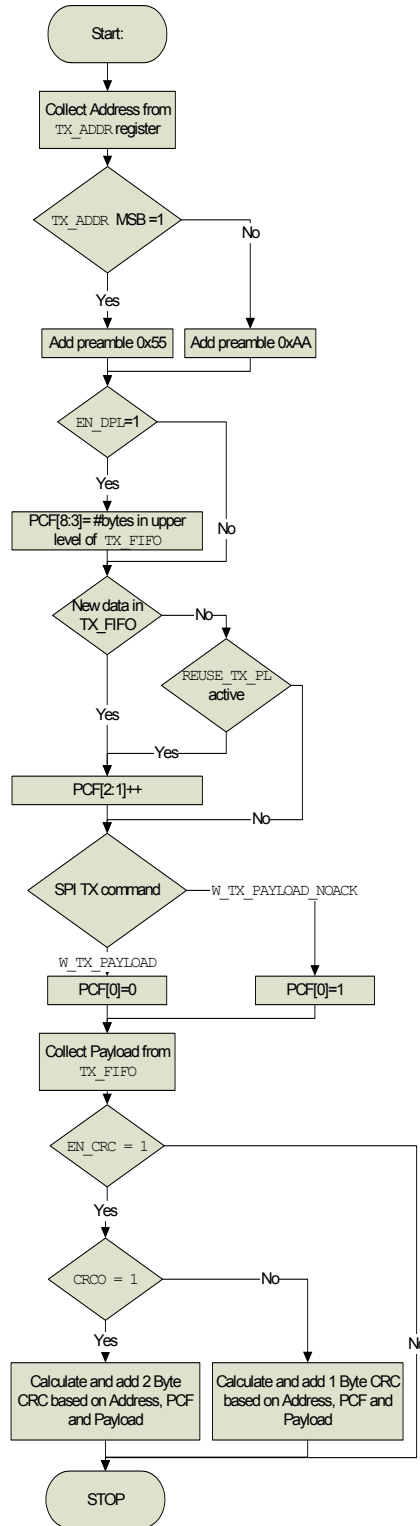 Start:
Collect Address from
TX_ADDR register
TX_ADDR MSB =1
No
Yes
Add preamble 0x55
Add preamble 0xAA
EN_DPL=1
Yes
No
PCF[8:3]= #bytes in upper
level of TX_FIFO
New data in
TX_FIFO
No
REUSE_TX_PL
active
Yes
Yes
PCF[2:1]++
No
SPI TX command
W_TX_PAYLOAD_NOACK
W_TX_PAYLOAD
PCF[0]=0
PCF[0]=1
Collect Payload from
TX_FIFO
EN_CRC = 1
Yes
CRCO = 1
No
Yes
No
Calculate and add 2 Byte
CRC based on Address, PCF
and Payload
Calculate and add 1 Byte CRC
based on Address, PCF and
Payload
STOP